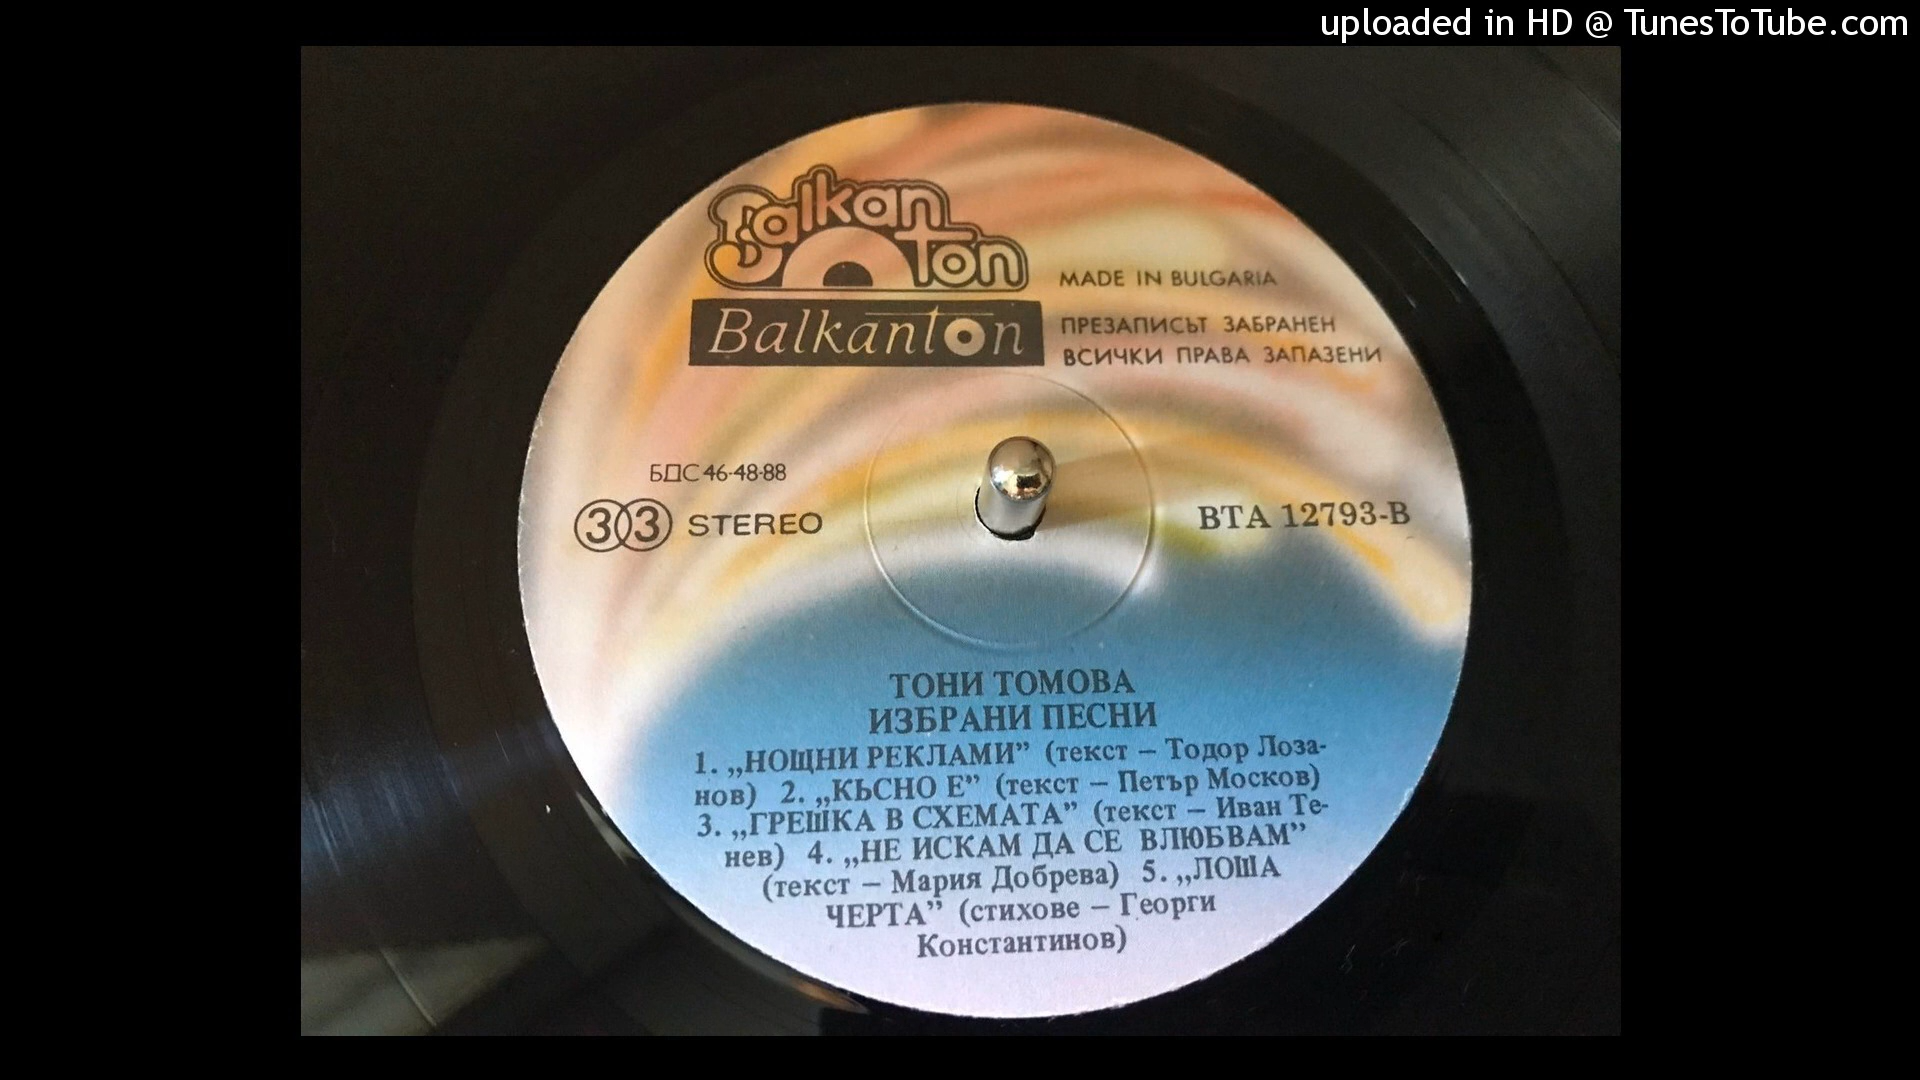 uploaded in HD @ TunesToTube.com
Balkan
ton
MADE IN BULGARIA
Balkanton
ПРЕЗАПИСЪТ ЗАБРАНЕН
ВСИЧКИ ПРАВА ЗАПАЗЕНИ
БДС 46-48-88
33 STEREO
ВТА 12793-В
ТОНИ ТОМОВА
ИЗБРАНИ ПЕСНИ
1. „НОЩНИ РЕКЛАМИ” (текст – Тодор Лоза-
нов) 2. „КЪСНО Е” (текст – Петър Москов)
3. „ГРЕШКА В СХЕМАТА” (текст – Иван Те-
нев) 4. „НЕ ИСКАМ ДА СЕ ВЛЮБВАМ”
(текст – Мария Добрева) 5. „ЛОША
ЧЕРТА” (стихове – Георги
Константинов)